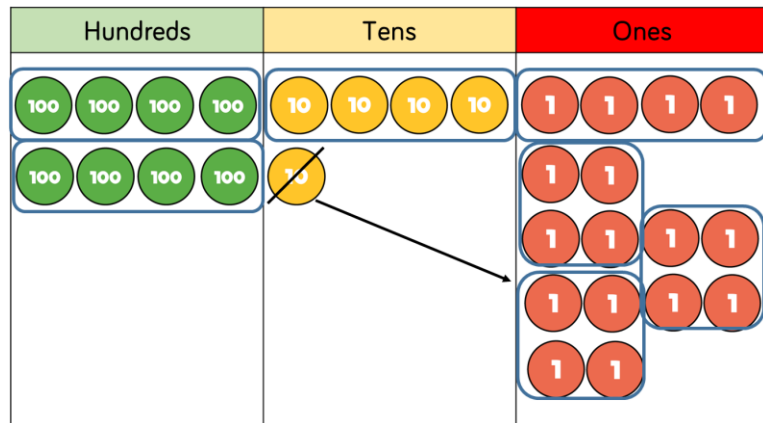 Hundreds Tens Ones
100 100 100 100 10 10 10 10 1 1 1 1
100 100 100 100 10 1 1
1 1 1 1
1 1 1 1
1 1